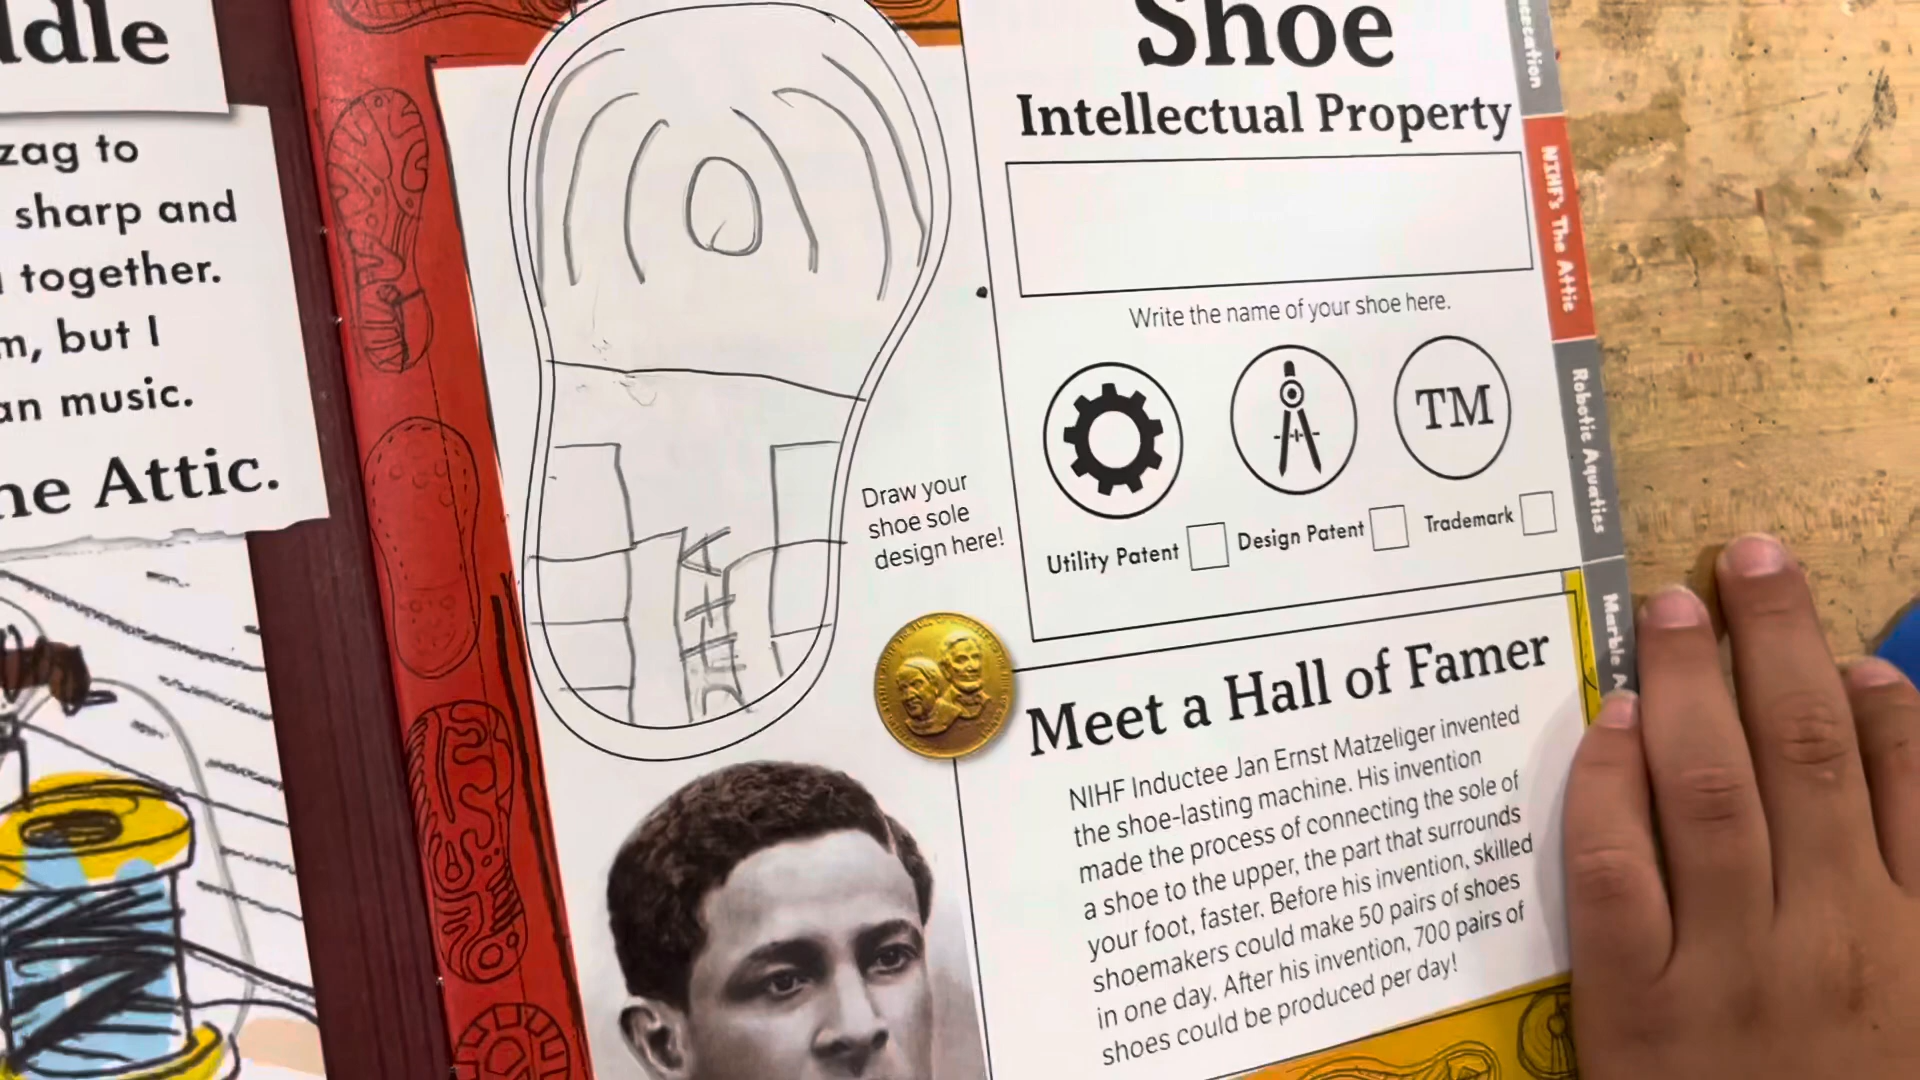 zag to
sharp and
together.
but I
music.
Attic.
Shoe
Intellectual Property
Write the name of your shoe here.
TM
Utility Patent
Design Patent
Trademark
Draw your
shoe sole
design here!
Meet a Hall of Famer
NIHF Inductee Jan Ernst Matzeliger invented
the shoe-lasting machine. His invention
made the process of connecting the sole of
a shoe to the upper, the part that surrounds
your foot, faster. Before his invention, skilled
shoemakers could make 50 pairs of shoes
in one day. After his invention, 700 pairs of
shoes could be produced per day!
NIHF's The Attic
Robotic Aquatics
Marble